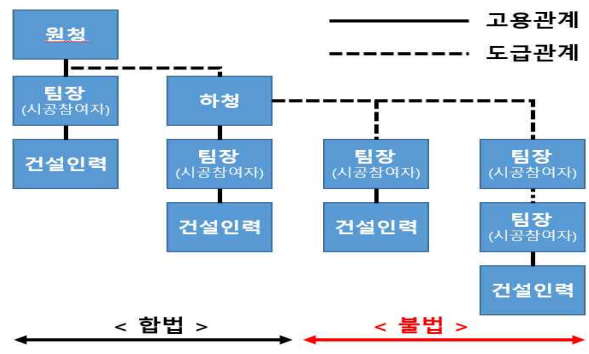 원청
고용관계
도급관계
팀장
(시공참여자)
하청
건설인력
팀장
(시공참여자)
팀장
(시공참여자)
팀장
(시공참여자)
건설인력
건설인력
팀장
(시공참여자)
건설인력
< 합법 >
< 불법 >